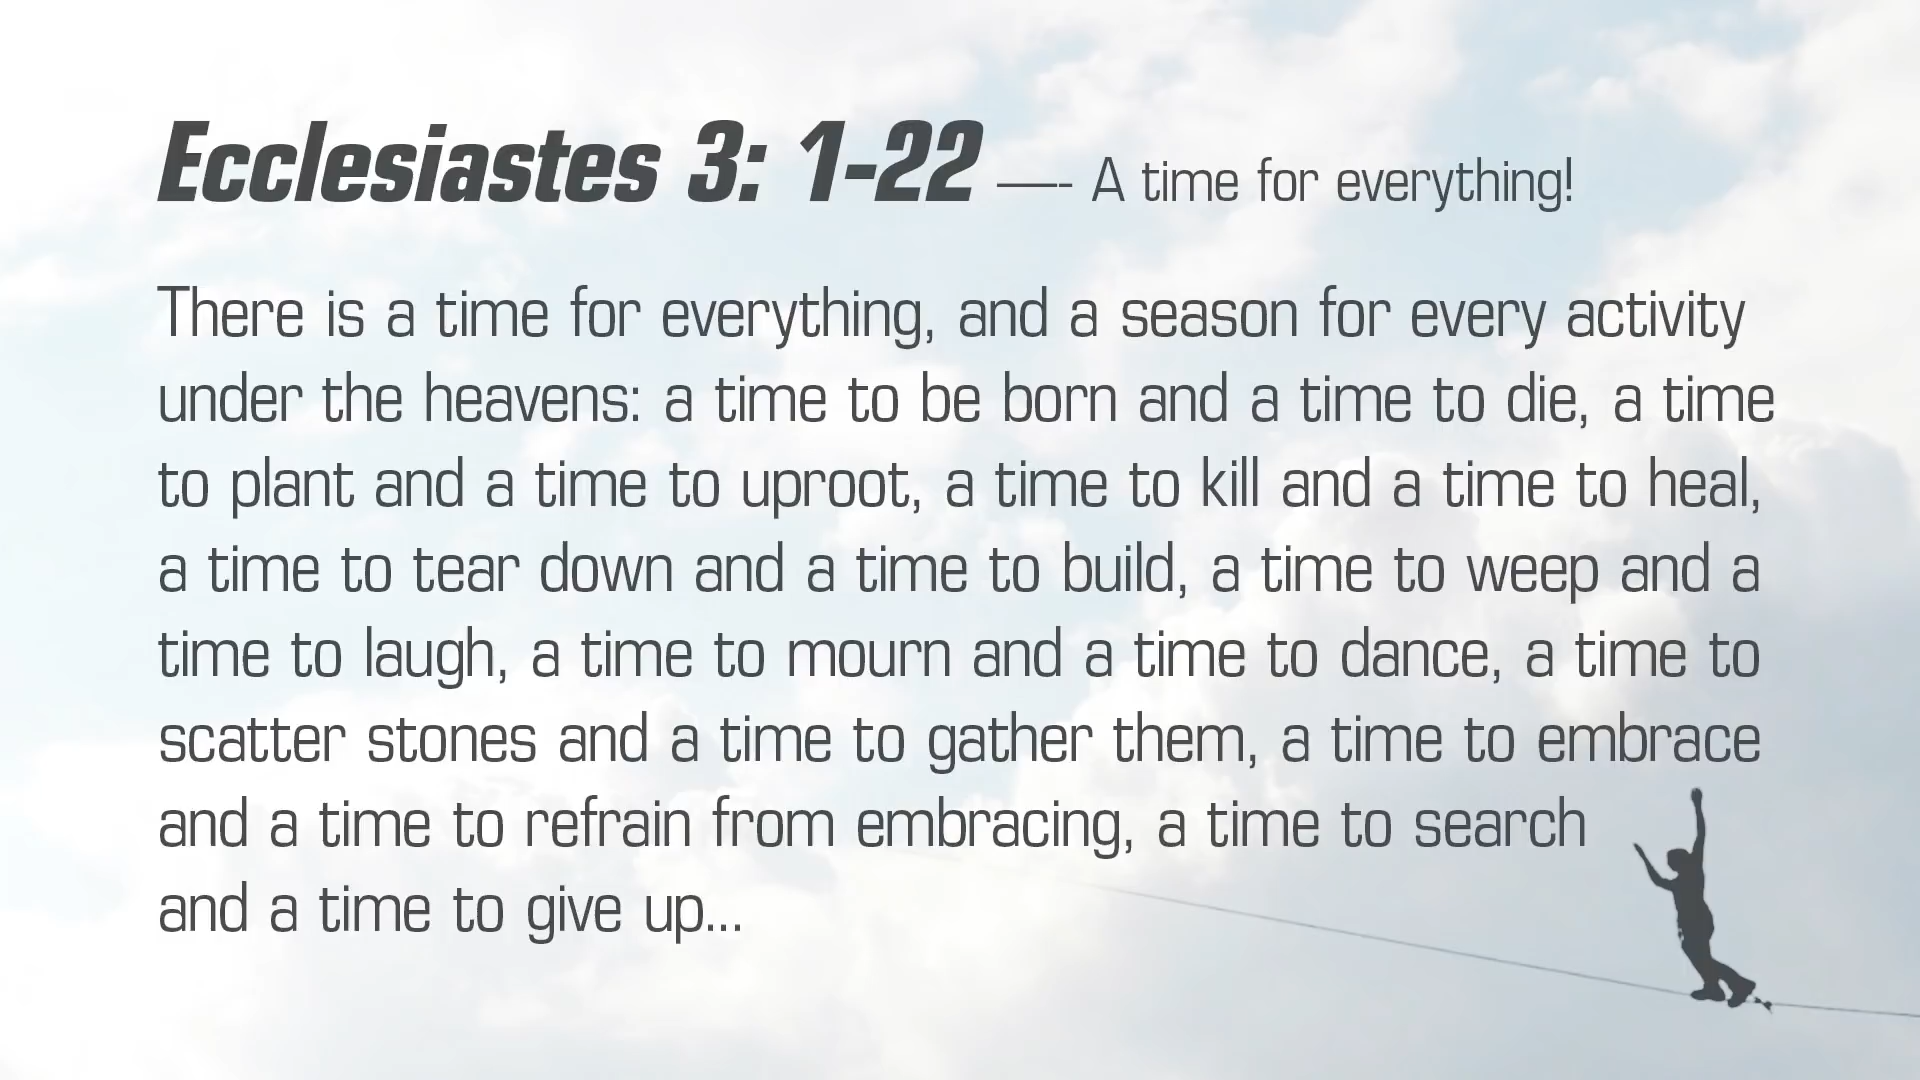 Ecclesiastes 3: 1-22 —- A time for everything!
There is a time for everything, and a season for every activity
under the heavens: a time to be born and a time to die, a time
to plant and a time to uproot, a time to kill and a time to heal,
a time to tear down and a time to build, a time to weep and a
time to laugh, a time to mourn and a time to dance, a time to
scatter stones and a time to gather them, a time to embrace
and a time to refrain from embracing, a time to search
and a time to give up...